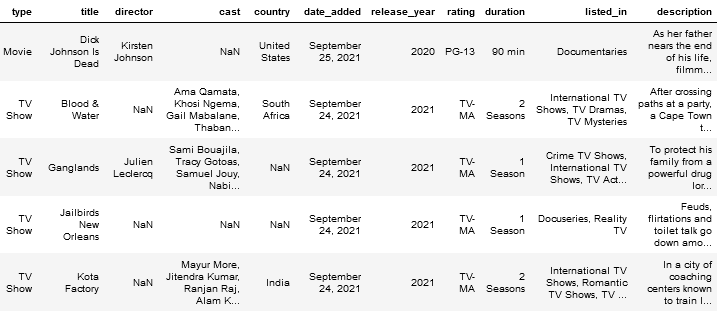 type title director cast country date_added release_year rating duration listed_in description
Movie Dick Johnson Is Dead Kirsten Johnson NaN United States September 25, 2021 2020 PG-13 90 min Documentaries As her father nears the end of his life, filmm...
TV Show Blood & Water NaN Ama Qamata, Khosi Ngema, Gail Mabalane, Thaban... South Africa September 24, 2021 2021 TV-MA 2 Seasons International TV Shows, TV Dramas, TV Mysteries After crossing paths at a party, a Cape Town t...
TV Show Ganglands Julien Leclercq Sami Bouajila, Tracy Gotoas, Samuel Jouy, Nabi... NaN September 24, 2021 2021 TV-MA 1 Season Crime TV Shows, International TV Shows, TV Act... To protect his family from a powerful drug lor...
TV Show Jailbirds New Orleans NaN NaN NaN September 24, 2021 2021 TV-MA 1 Season Docuseries, Reality TV Feuds, flirtations and toilet talk go down amo...
TV Show Kota Factory NaN Mayur More, Jitendra Kumar, Ranjan Raj, Alam K... India September 24, 2021 2021 TV-MA 2 Seasons International TV Shows, Romantic TV Shows, TV ... In a city of coaching centers known to train I...